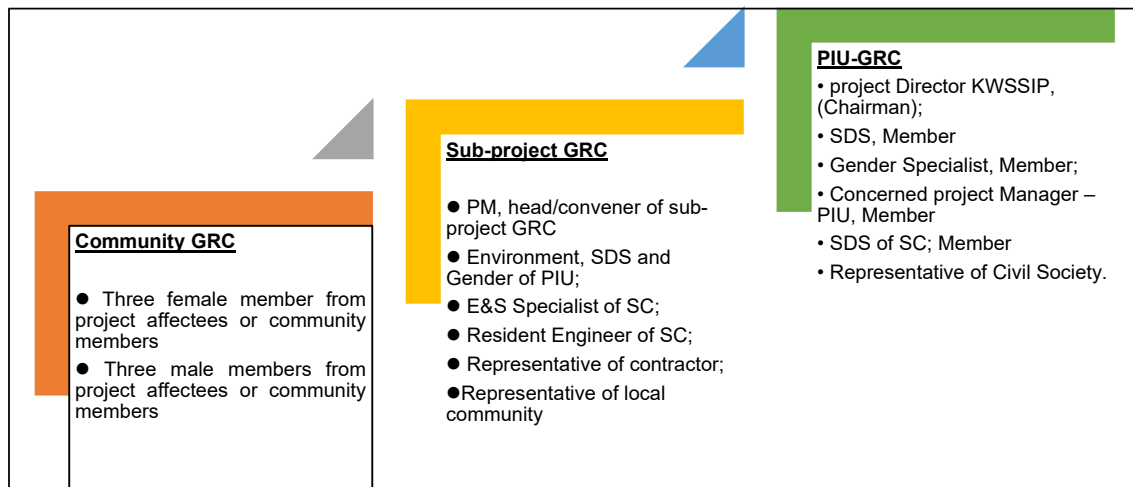 Community GRC
● Three female member from
project affectees or community
members
● Three male members from
project affectees or community
members
Sub-project GRC
● PM, head/convener of sub-
project GRC
● Environment, SDS and
Gender of PIU;
● E&S Specialist of SC;
● Resident Engineer of SC;
● Representative of contractor;
●Representative of local
community
PIU-GRC
• project Director KWSSIP,
(Chairman);
• SDS, Member
• Gender Specialist, Member;
• Concerned project Manager –
PIU, Member
• SDS of SC; Member
• Representative of Civil Society.